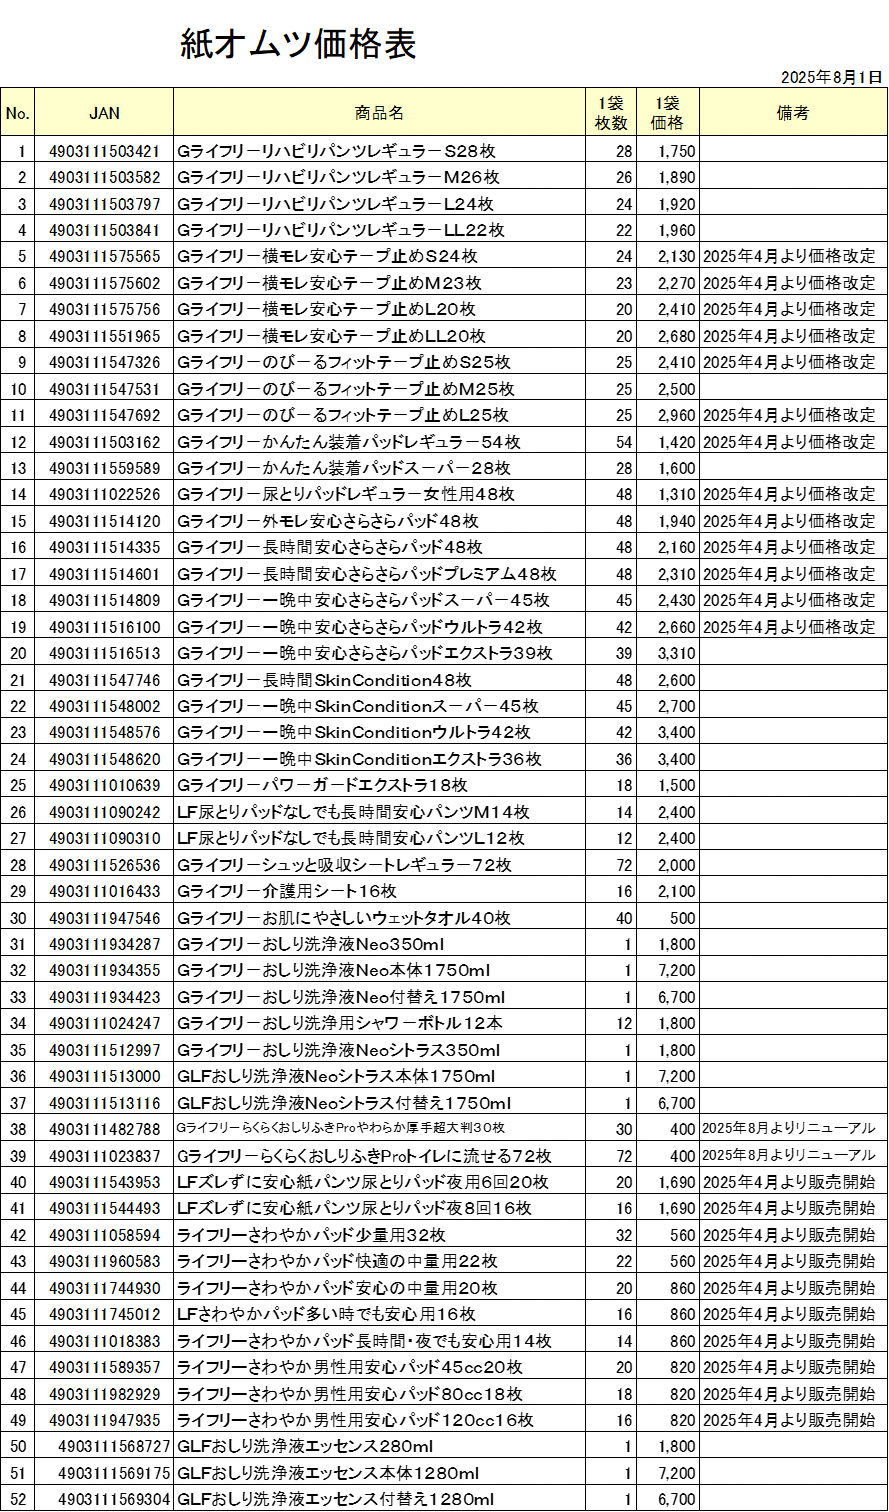 紙オムツ価格表
2025年8月1日
No. JAN 商品名 1袋枚数 1袋価格 備考
1 4903111503421 GライフリーリハビリパンツレギュラーS28枚 28 1,750
2 4903111503582 GライフリーリハビリパンツレギュラーM26枚 26 1,890
3 4903111503797 GライフリーリハビリパンツレギュラーL24枚 24 1,920
4 4903111503841 GライフリーリハビリパンツレギュラーLL22枚 22 1,960
5 4903111575565 Gライフリー横モレ安心テープ止めS24枚 24 2,130 2025年4月より価格改定
6 4903111575602 Gライフリー横モレ安心テープ止めM23枚 23 2,270 2025年4月より価格改定
7 4903111575756 Gライフリー横モレ安心テープ止めL20枚 20 2,410 2025年4月より価格改定
8 4903111551965 Gライフリー横モレ安心テープ止めLL20枚 20 2,680 2025年4月より価格改定
9 4903111547326 Gライフリーのびーるフィットテープ止めS25枚 25 2,410 2025年4月より価格改定
10 4903111547531 Gライフリーのびーるフィットテープ止めM25枚 25 2,500
11 4903111547692 Gライフリーのびーるフィットテープ止めL25枚 25 2,960 2025年4月より価格改定
12 4903111503162 Gライフリーかんたん装着パッドレギュラー54枚 54 1,420 2025年4月より価格改定
13 4903111559589 Gライフリーかんたん装着パッドスーパー28枚 28 1,600
14 4903111022526 Gライフリー尿とりパッドレギュラー女性用48枚 48 1,310 2025年4月より価格改定
15 4903111514120 Gライフリー外モレ安心さらさらパッド48枚 48 1,940 2025年4月より価格改定
16 4903111514335 Gライフリー長時間安心さらさらパッド48枚 48 2,160 2025年4月より価格改定
17 4903111514601 Gライフリー長時間安心さらさらパッドプレミアム48枚 48 2,310 2025年4月より価格改定
18 4903111514809 Gライフリー一晩中安心さらさらパッドスーパー45枚 45 2,430 2025年4月より価格改定
19 4903111516100 Gライフリー一晩中安心さらさらパッドウルトラ42枚 42 2,660 2025年4月より価格改定
20 4903111516513 Gライフリー一晩中安心さらさらパッドエクストラ39枚 39 3,310
21 4903111547746 Gライフリー長時間SkinCondition48枚 48 2,600
22 4903111548002 Gライフリー一晩中SkinConditionスーパー45枚 45 2,700
23 4903111548576 Gライフリー一晩中SkinConditionウルトラ42枚 42 3,400
24 4903111548620 Gライフリー一晩中SkinConditionエクストラ36枚 36 3,400
25 4903111010639 Gライフリーパワーガードエクストラ18枚 18 1,500
26 4903111090242 LF尿とりパッドなしでも長時間安心パンツM14枚 14 2,400
27 4903111090310 LF尿とりパッドなしでも長時間安心パンツL12枚 12 2,400
28 4903111526536 Gライフリーシュッと吸収シートレギュラー72枚 72 2,000
29 4903111016433 Gライフリー介護用シート16枚 16 2,100
30 4903111947546 Gライフリーお肌にやさしいウェットタオル40枚 40 500
31 4903111934287 Gライフリーおしり洗浄液Neo350ml 1 1,800
32 4903111934355 Gライフリーおしり洗浄液Neo本体1750ml 1 7,200
33 4903111934423 Gライフリーおしり洗浄液Neo付替え1750ml 1 6,700
34 4903111024247 Gライフリーおしり洗浄用シャワーボトル12本 12 1,800
35 4903111512997 Gライフリーおしり洗浄液Neoシトラス350ml 1 1,800
36 4903111513000 GLFおしり洗浄液Neoシトラス本体1750ml 1 7,200
37 4903111513116 GLFおしり洗浄液Neoシトラス付替え1750ml 1 6,700
38 4903111482788 GライフリーらくらくおしりふきProやわらか厚手超大判30枚 30 400 2025年8月よりリニューアル
39 4903111023837 GライフリーらくらくおしりふきProトイレに流せる72枚 72 400 2025年8月よりリニューアル
40 4903111543953 LFズレずに安心紙パンツ尿とりパッド夜用6回20枚 20 1,690 2025年4月より販売開始
41 4903111544493 LFズレずに安心紙パンツ尿とりパッド夜8回16枚 16 1,690 2025年4月より販売開始
42 4903111058594 ライフリーさわやかパッド少量用32枚 32 560 2025年4月より販売開始
43 4903111960583 ライフリーさわやかパッド快適の中量用22枚 22 560 2025年4月より販売開始
44 4903111744930 ライフリーさわやかパッド安心の中量用20枚 20 860 2025年4月より販売開始
45 4903111745012 LFさわやかパッド多い時でも安心用16枚 16 860 2025年4月より販売開始
46 4903111018383 ライフリーさわやかパッド長時間・夜でも安心用14枚 14 860 2025年4月より販売開始
47 4903111589357 ライフリーさわやか男性用安心パッド45cc20枚 20 820 2025年4月より販売開始
48 4903111982929 ライフリーさわやか男性用安心パッド80cc18枚 18 820 2025年4月より販売開始
49 4903111947935 ライフリーさわやか男性用安心パッド120cc16枚 16 820 2025年4月より販売開始
50 4903111568727 GLFおしり洗浄液エッセンス280ml 1 1,800
51 4903111569175 GLFおしり洗浄液エッセンス本体1280ml 1 7,200
52 4903111569304 GLFおしり洗浄液エッセンス付替え1280ml 1 6,700